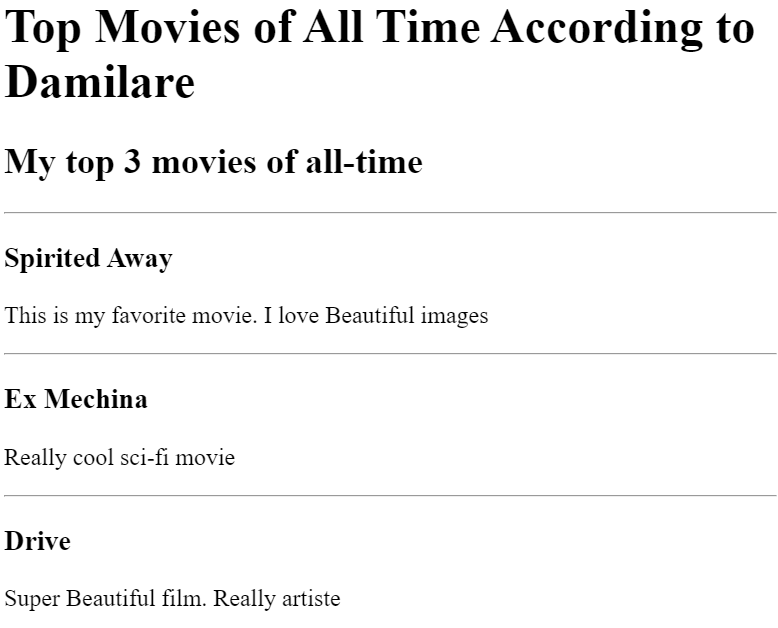 Top Movies of All Time According to
Damilare
My top 3 movies of all-time
Spirited Away
This is my favorite movie. I love Beautiful images
Ex Mechina
Really cool sci-fi movie
Drive
Super Beautiful film. Really artiste